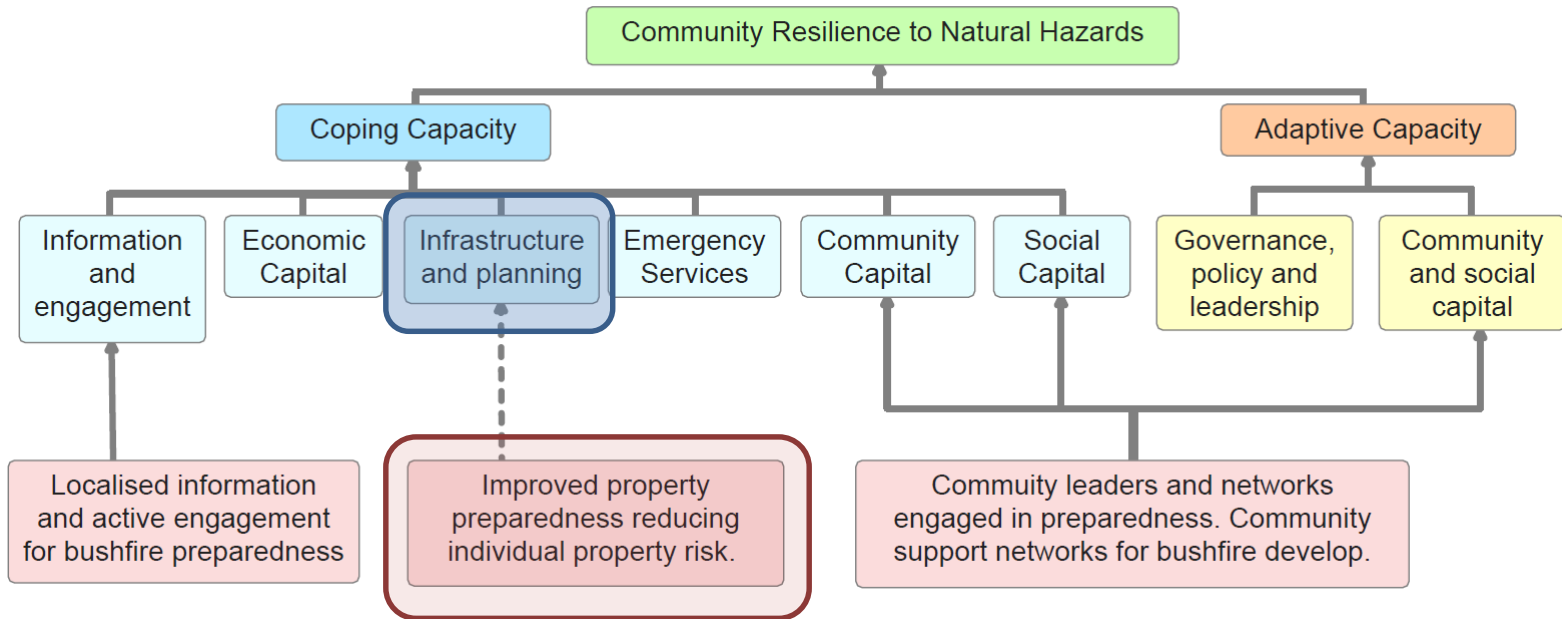 Community Resilience to Natural Hazards
Coping Capacity
Adaptive Capacity
Information
and
engagement
Economic
Capital
Infrastructure
and planning
Emergency
Services
Community
Capital
Social
Capital
Governance,
policy and
leadership
Community
and social
capital
Localised information
and active engagement
for bushfire preparedness
Improved property
preparedness reducing
individual property risk.
Commuity leaders and networks
engaged in preparedness. Community
support networks for bushfire develop.